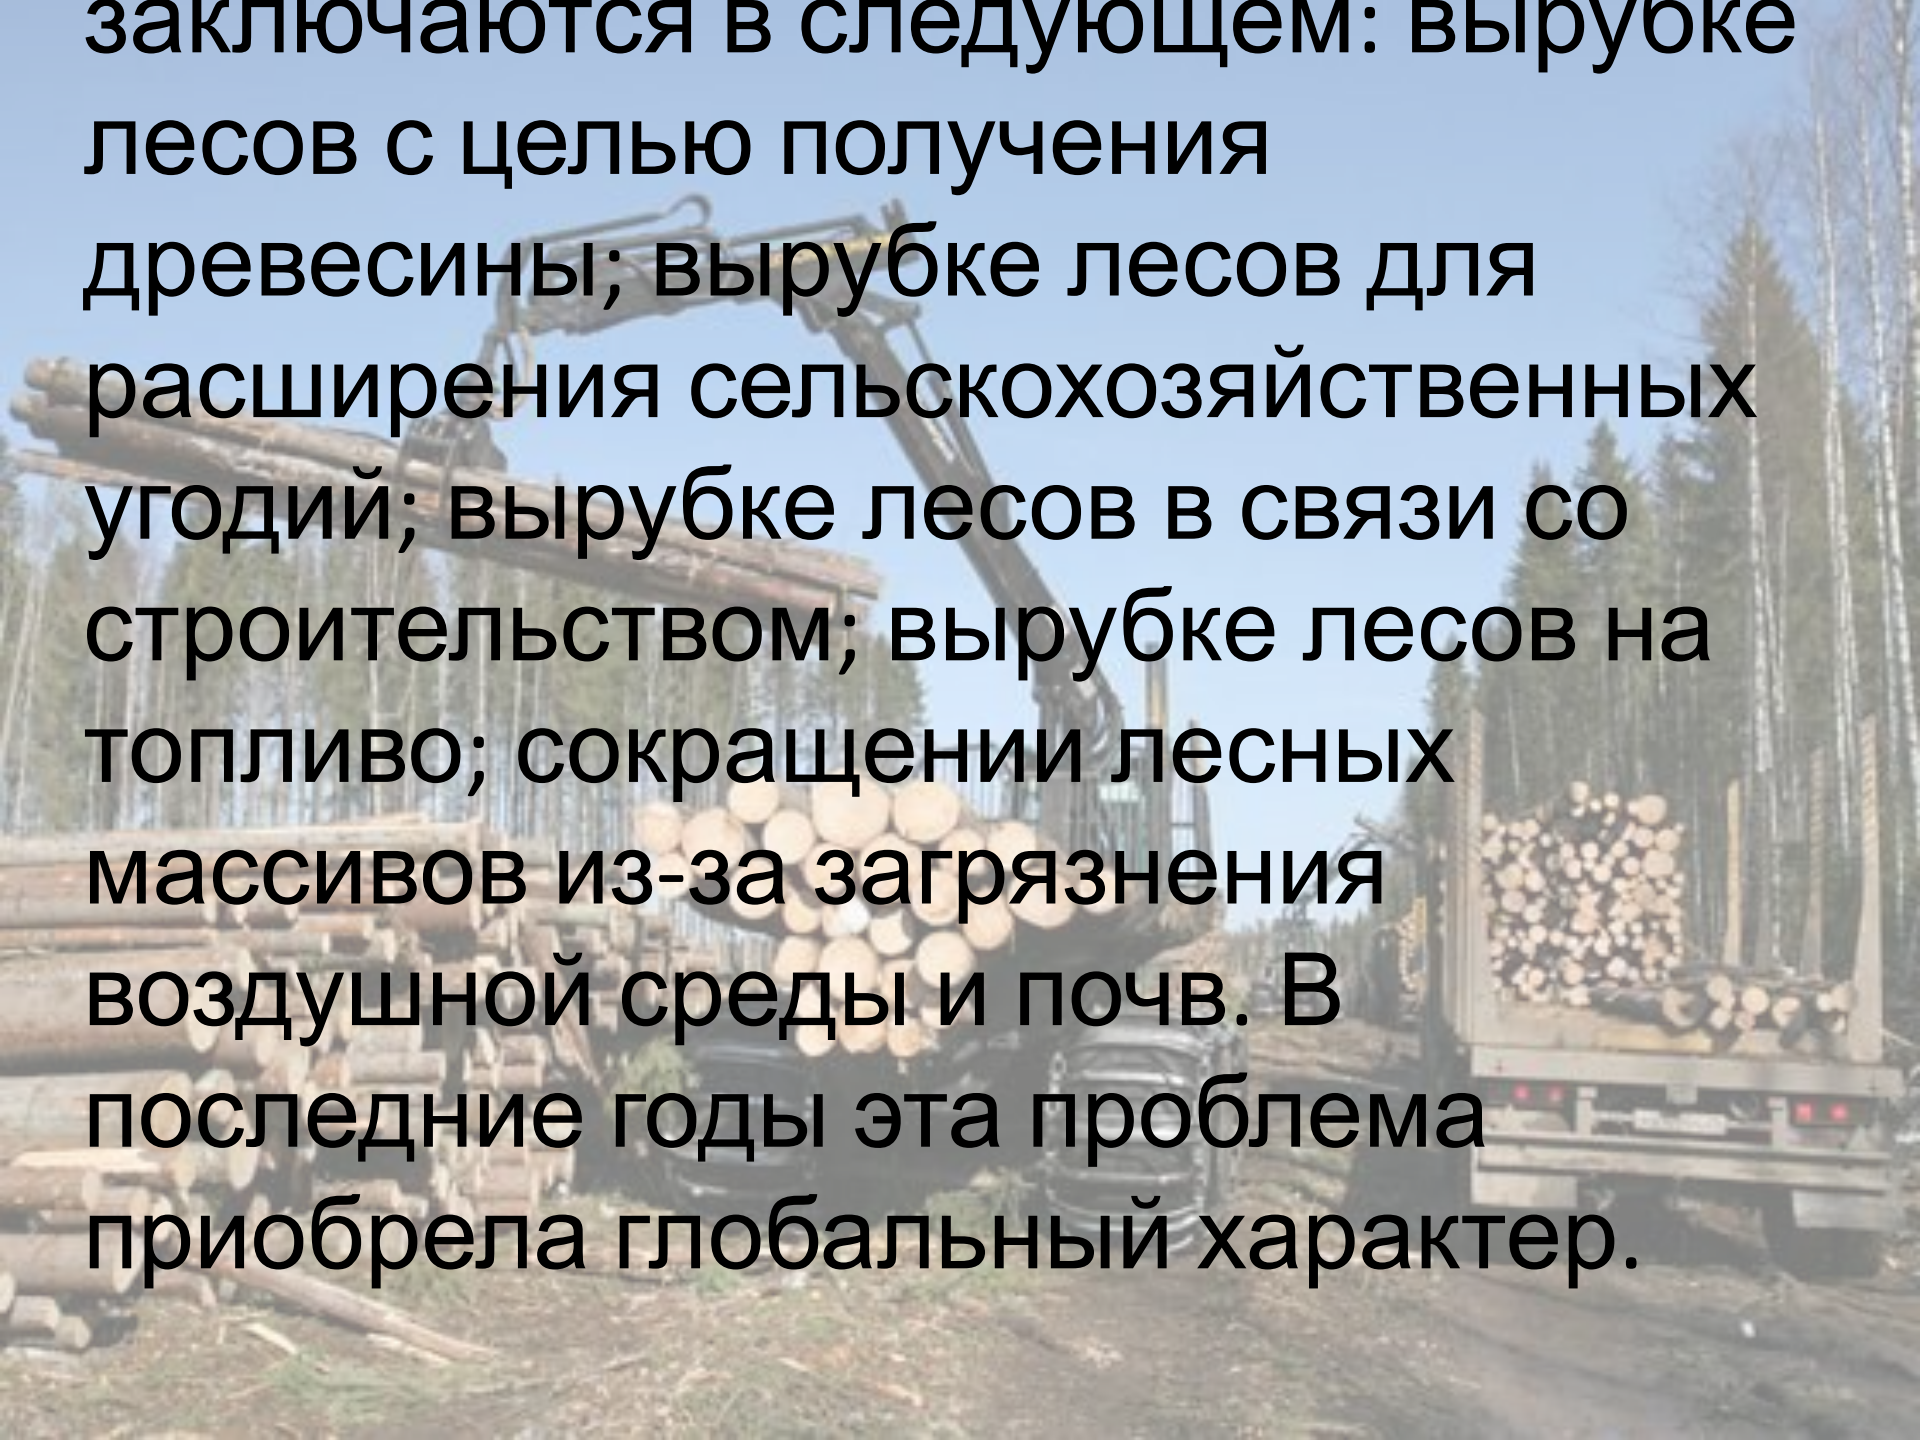 заключаются в следующем: вырубке
лесов с целью получения
древесины; вырубке лесов для
расширения сельскохозяйственных
угодий; вырубке лесов в связи со
строительством; вырубке лесов на
топливо; сокращении лесных
массивов из-за загрязнения
воздушной среды и почв. В
последние годы эта проблема
приобрела глобальный характер.